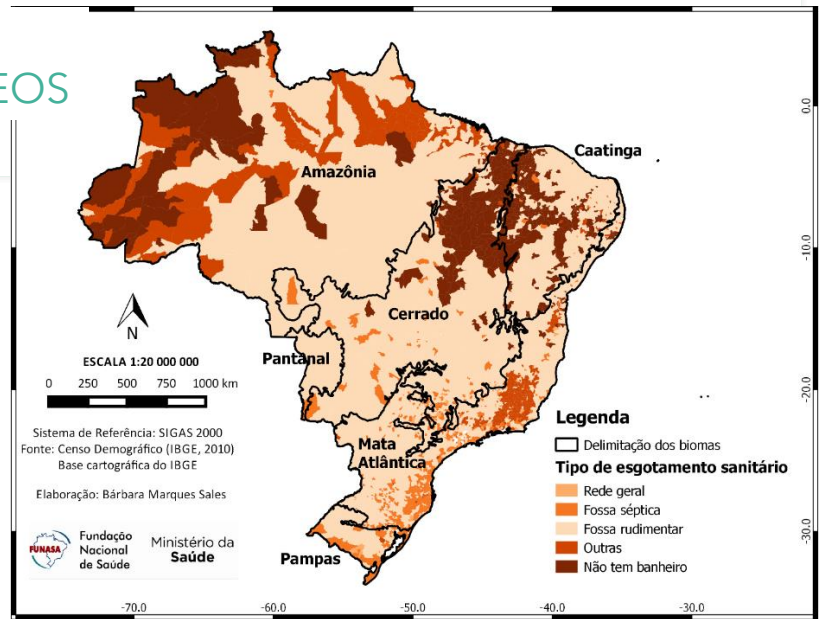 EOS
Caatinga
Amazônia
Cerrado
Pantanal
Mata
Atlântica
Pampas
N
ESCALA 1:20 000 000
0 250 500 750 1000 km
Sistema de Referência: SIGAS 2000
Fonte: Censo Demográfico (IBGE, 2010)
Base cartográfica do IBGE
Elaboração: Bárbara Marques Sales
FUNASA
Fundação
Nacional
de Saúde
Ministério da
Saúde
Legenda
Delimitação dos biomas
Tipo de esgotamento sanitário
Rede geral
Fossa séptica
Fossa rudimentar
Outras
Não tem banheiro
0.0
-10.0
-20.0
-30.0
-70.0 -60.0 -50.0 -40.0 -30.0